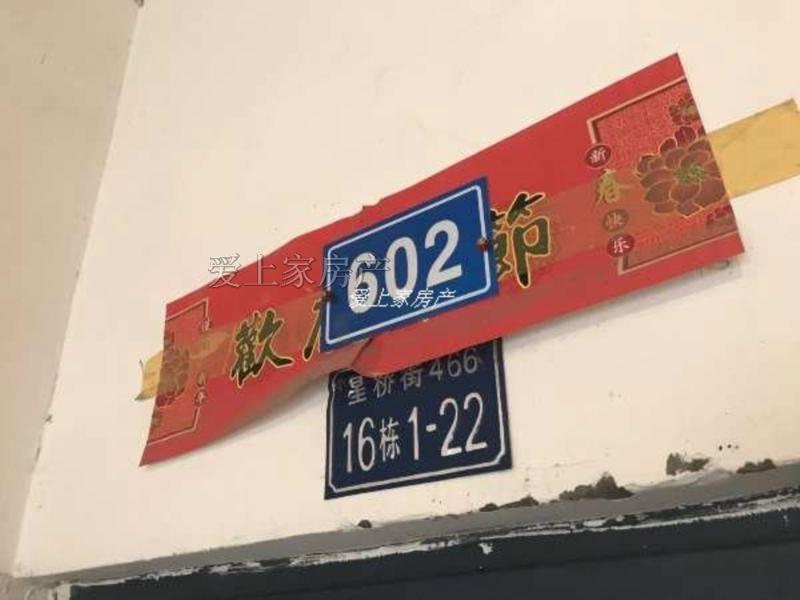 新
春
快
乐
歡
節
602
爱上家房产
爱上家房产
星桥街466
16栋1-22